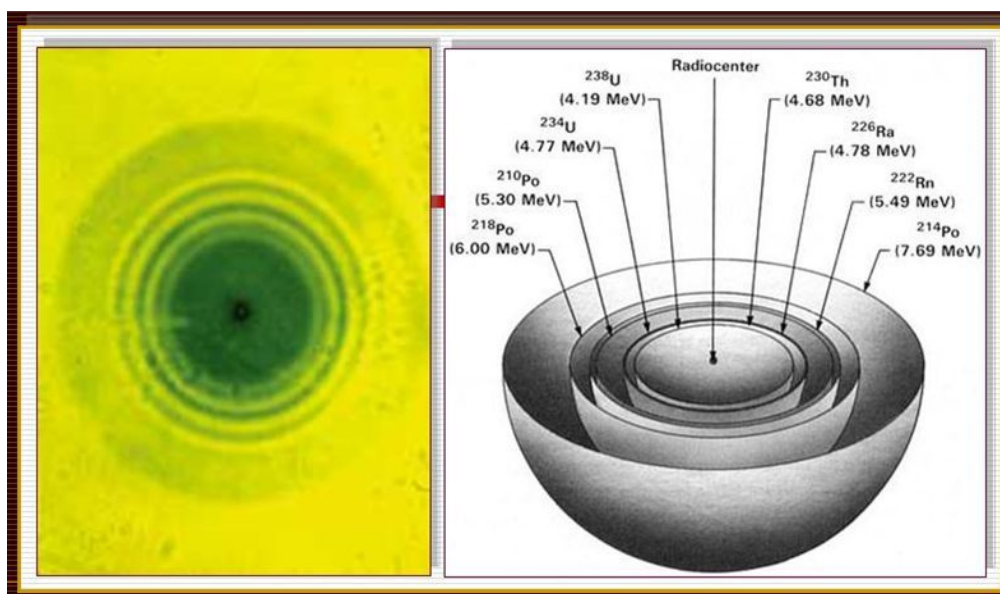 Radiocenter
²³⁸U
(4.19 MeV)
²³⁰Th
(4.68 MeV)
²³⁴U
(4.77 MeV)
²²⁶Ra
(4.78 MeV)
²¹⁰Po
(5.30 MeV)
²²²Rn
(5.49 MeV)
²¹⁸Po
(6.00 MeV)
²¹⁴Po
(7.69 MeV)